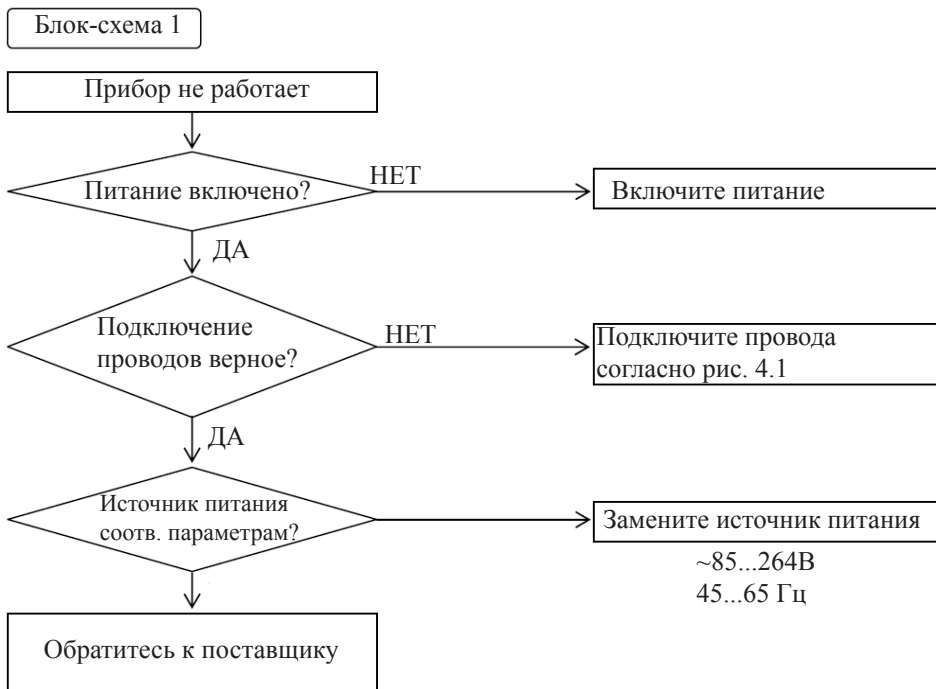 Блок-схема 1
Прибор не работает
Питание включено?
НЕТ
Включите питание
ДА
Подключение
проводов верное?
НЕТ
Подключите провода
согласно рис. 4.1
ДА
Источник питания
соотв. параметрам?
Замените источник питания
~85...264В
45...65 Гц
Обратитесь к поставщику